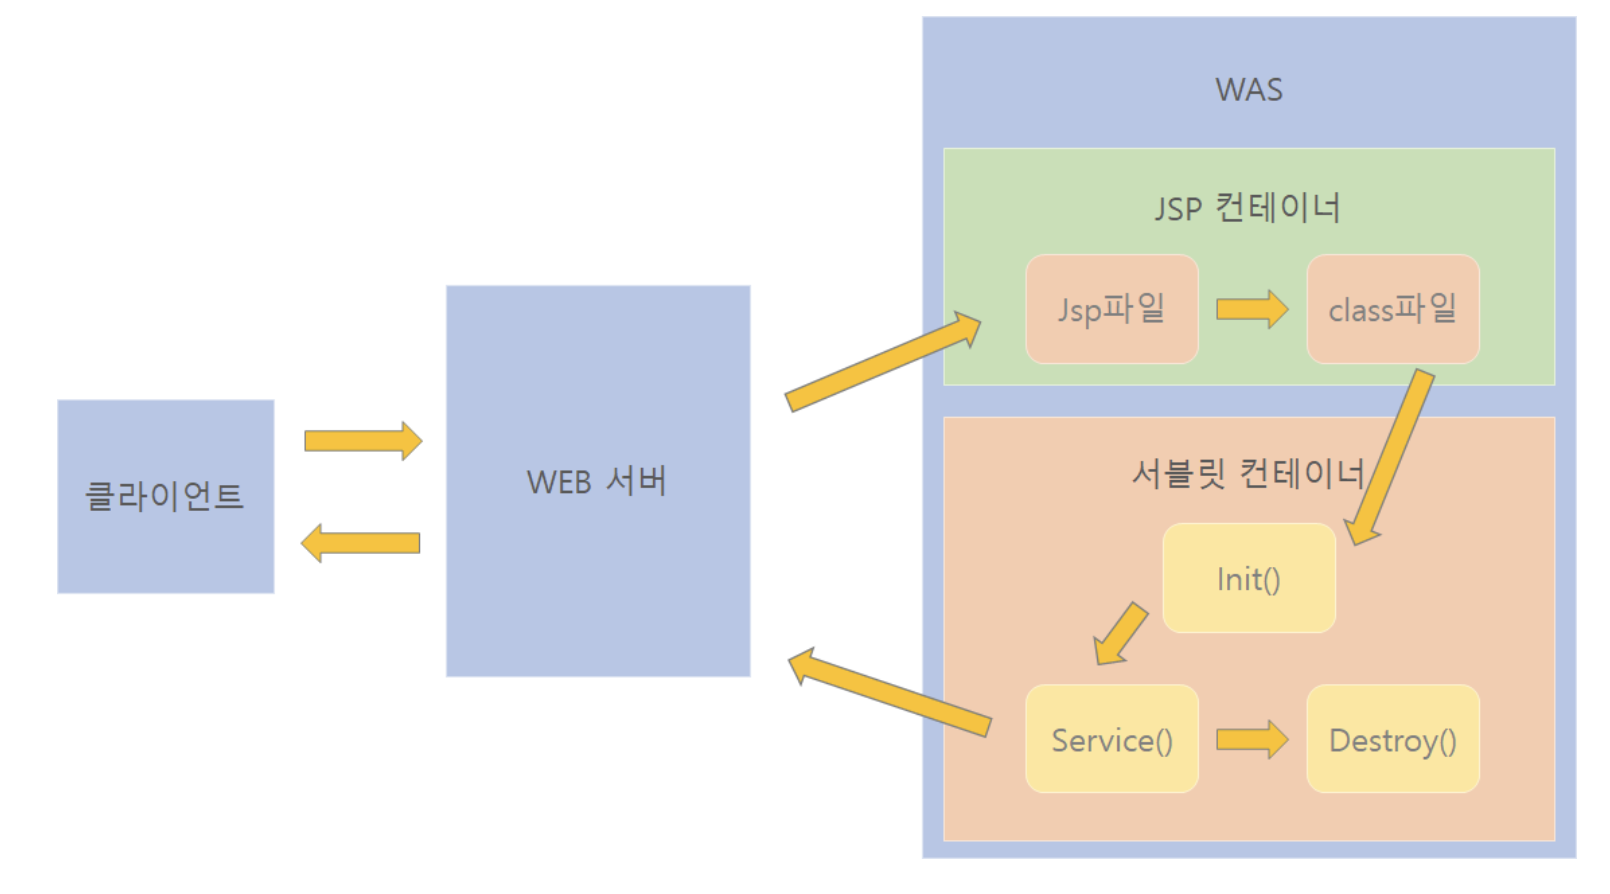 클라이언트
WEB 서버
WAS
JSP 컨테이너
Jsp파일
class파일
서블릿 컨테이너
Init()
Service()
Destroy()